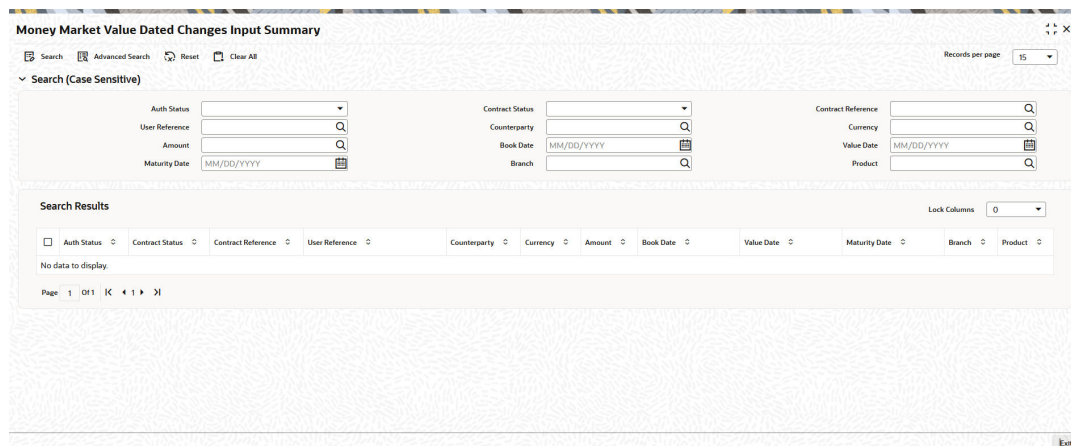 Money Market Value Dated Changes Input Summary
Search Advanced Search Reset Clear All Records per page 15
Search (Case Sensitive)
Auth Status Contract Status Contract Reference
User Reference Counterparty Currency
Amount Book Date MM/DD/YYYY Value Date MM/DD/YYYY
Maturity Date MM/DD/YYYY Branch Product
Search Results Lock Columns 0
Auth Status Contract Status Contract Reference User Reference Counterparty Currency Amount Book Date Value Date Maturity Date Branch Product
No data to display.
Page 1 Of 1 1
Exit